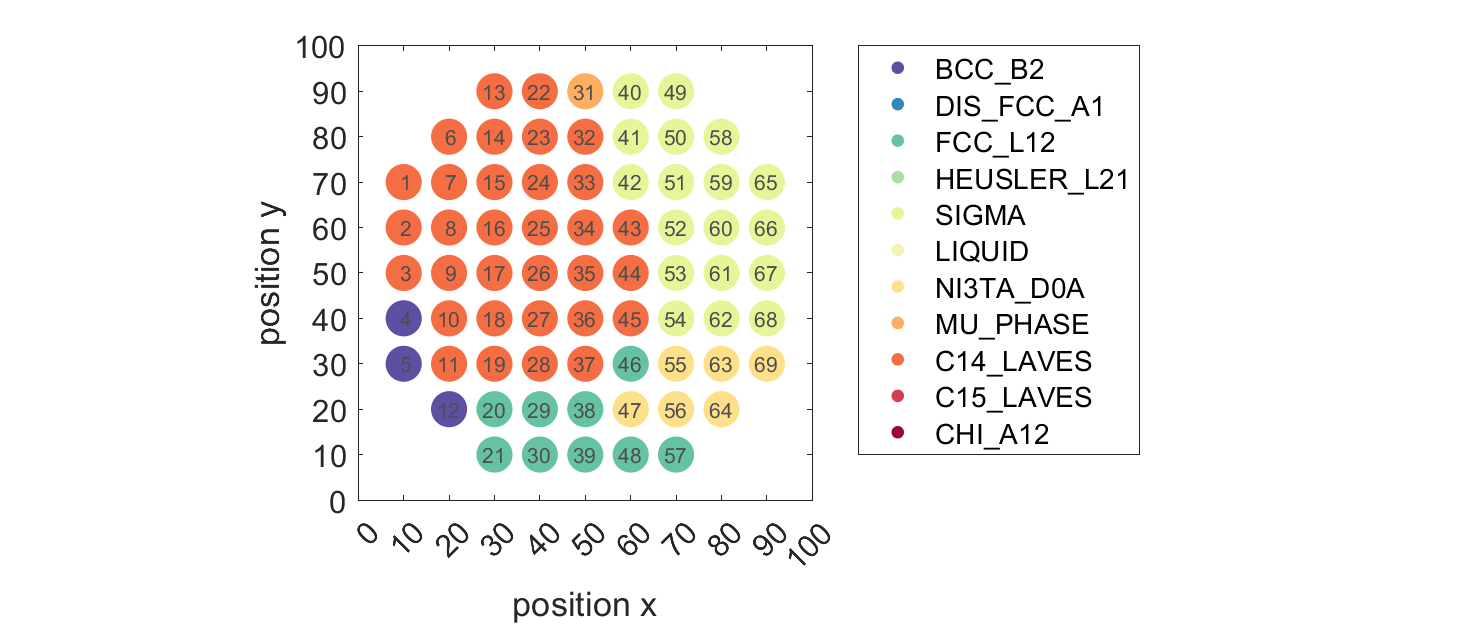 100
90
80
70
60
50
40
30
20
10
0
13 22 31 40 49
6 14 23 32 41 50 58
1 7 15 24 33 42 51 59 65
2 8 16 25 34 43 52 60 66
3 9 17 26 35 44 53 61 67
4 10 18 27 36 45 54 62 68
5 11 19 28 37 46 55 63 69
12 20 29 38 47 56 64
21 30 39 48 57
0 10 20 30 40 50 60 70 80 90 100
position x
position y
BCC_B2
DIS_FCC_A1
FCC_L12
HEUSLER_L21
SIGMA
LIQUID
NI3TA_D0A
MU_PHASE
C14_LAVES
C15_LAVES
CHI_A12